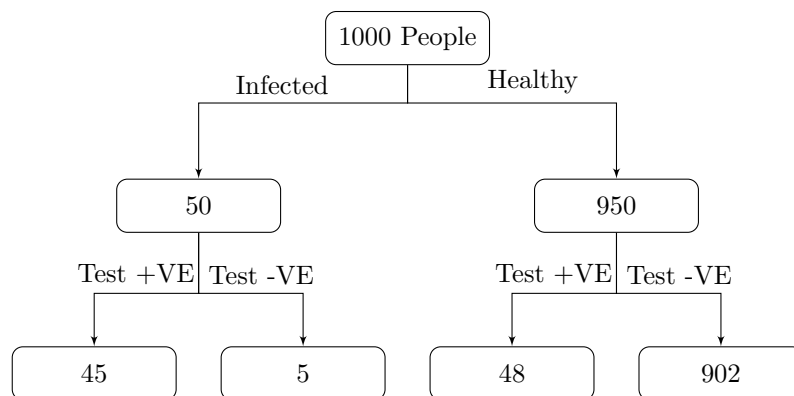 1000 People
Infected
Healthy
50
950
Test +VE
Test -VE
Test +VE
Test -VE
45
5
48
902